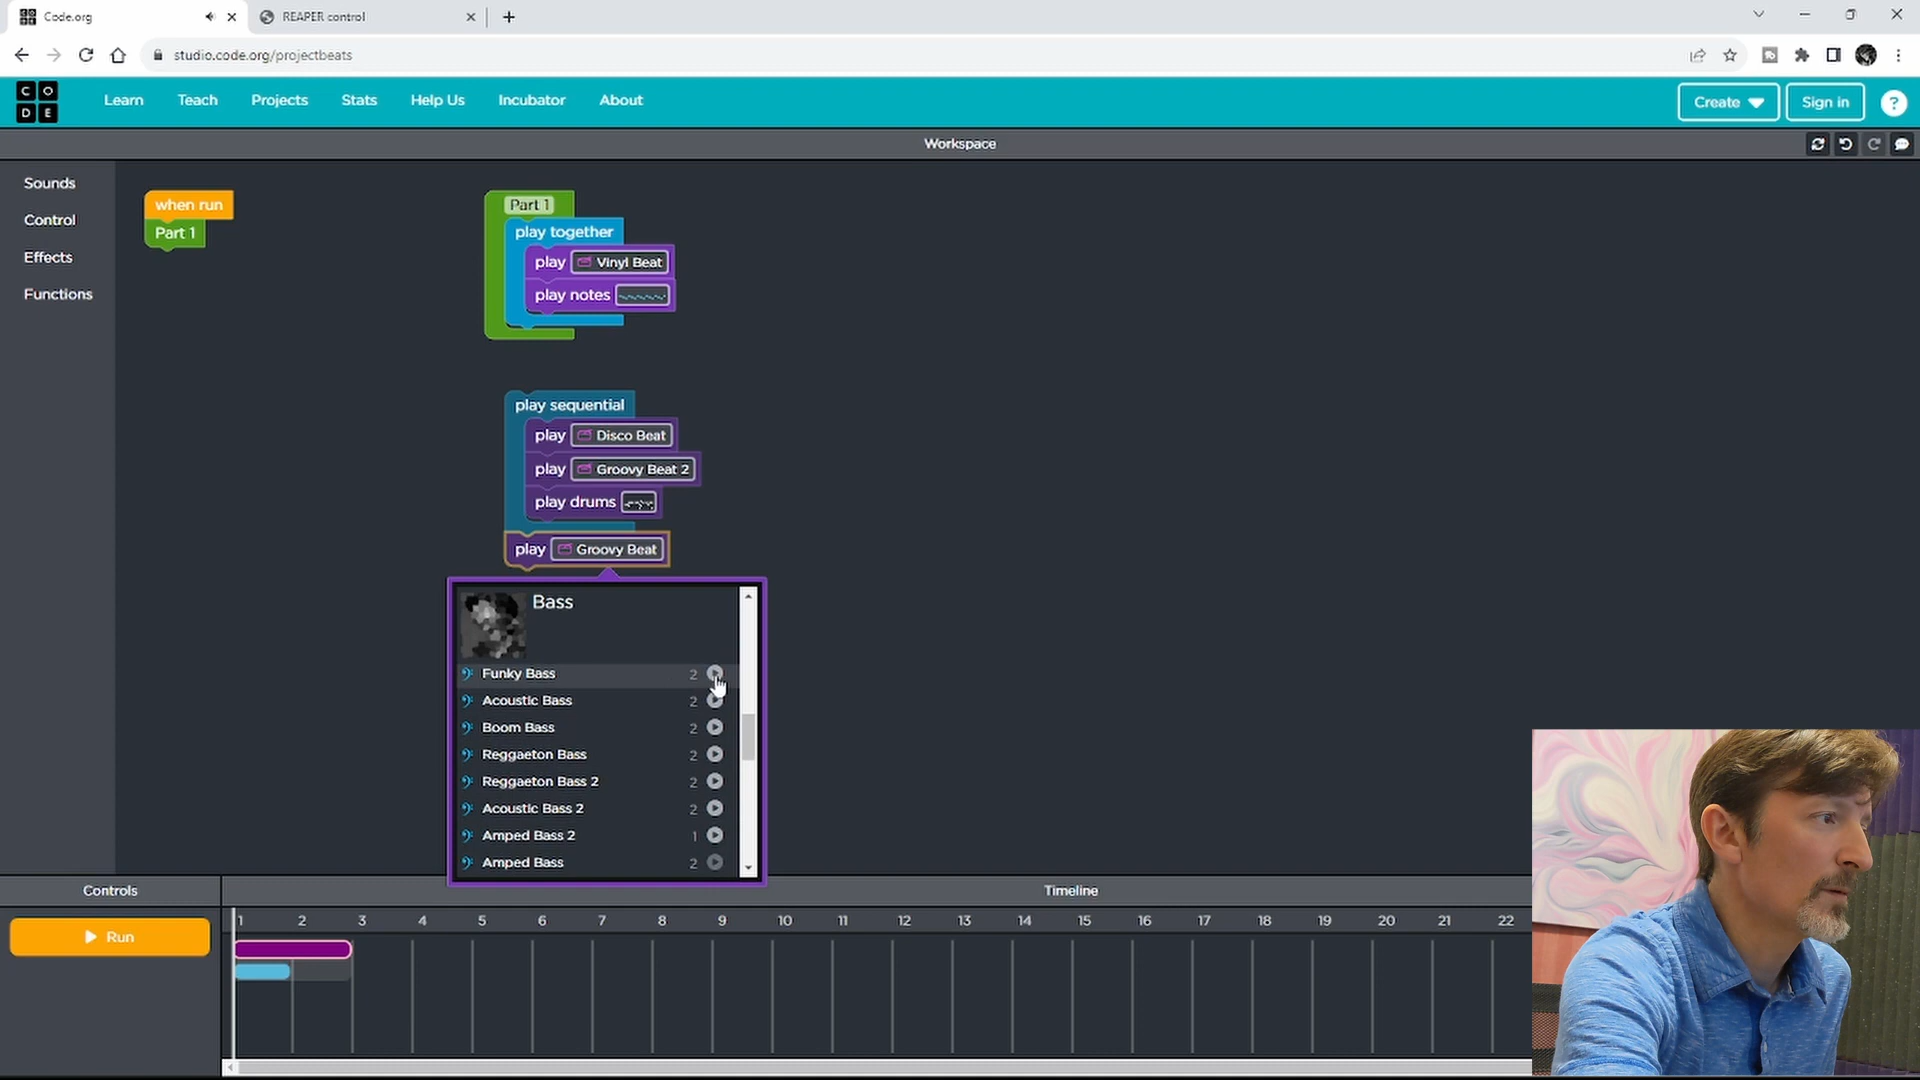 Code.org
REAPER control
studio.code.org/projectbeats
C O
D E
Learn Teach Projects Stats Help Us Incubator About
Create Sign in ?
Workspace
Sounds
Control
Effects
Functions
when run
Part 1
Part 1
play together
play Vinyl Beat
play notes
play sequential
play Disco Beat
play Groovy Beat 2
play drums
play Groovy Beat
Bass
Funky Bass 2
Acoustic Bass 2
Boom Bass 2
Reggaeton Bass 2
Reggaeton Bass 2 2
Acoustic Bass 2 2
Amped Bass 2 1
Amped Bass 2
Controls
Timeline
Run
1 2 3 4 5 6 7 8 9 10 11 12 13 14 15 16 17 18 19 20 21 22